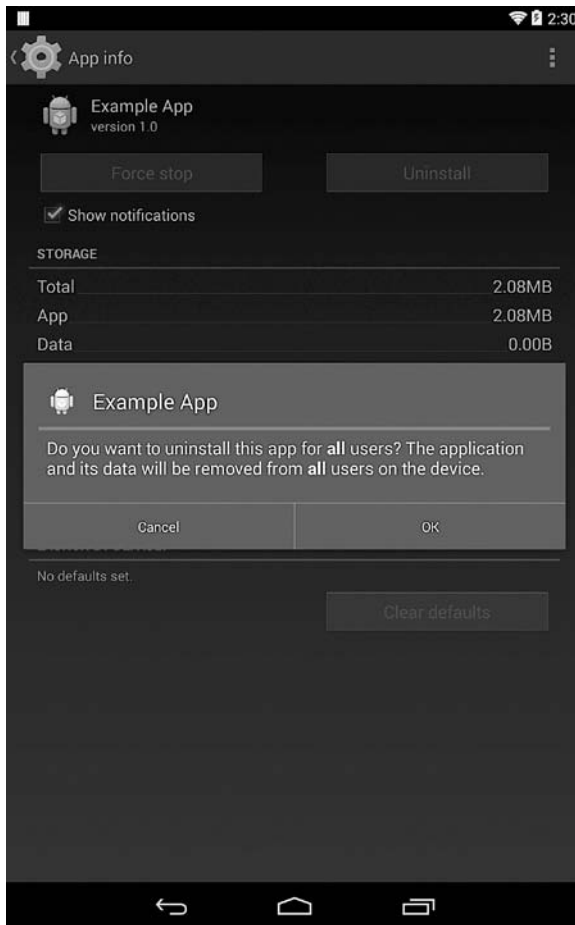 2:30
App info
Example App
version 1.0
Force stop
Uninstall
Show notifications
STORAGE
Total 2.08MB
App 2.08MB
Data 0.00B
Example App
Do you want to uninstall this app for all users? The application
and its data will be removed from all users on the device.
Cancel
OK
No defaults set.
Clear defaults